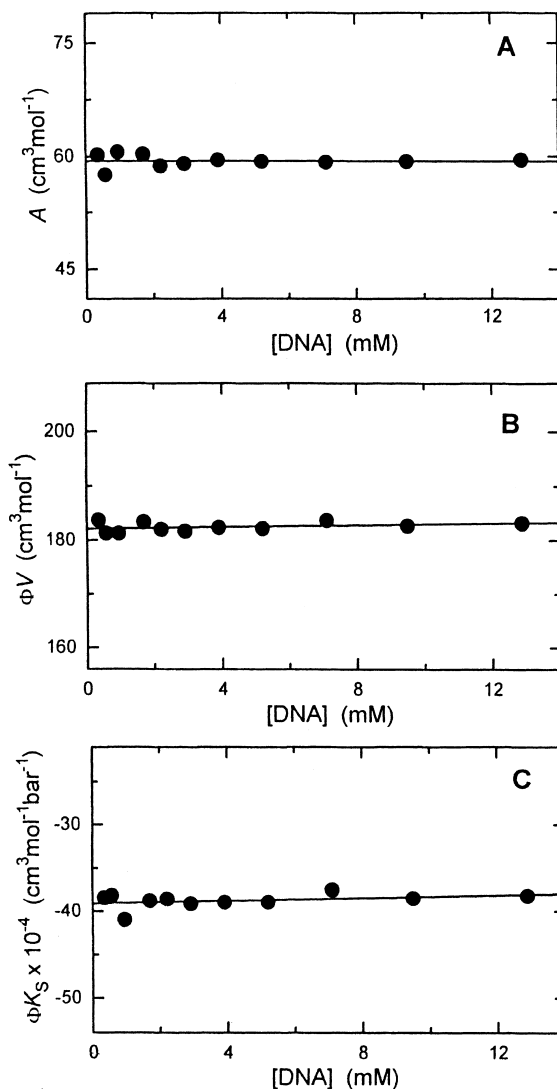 A
75
60
45
A (cm³mol⁻¹)
0 4 8 12
[DNA] (mM)
B
200
180
160
ΦV (cm³mol⁻¹)
0 4 8 12
[DNA] (mM)
C
-30
-40
-50
ΦK_S x 10⁻⁴ (cm³mol⁻¹bar⁻¹)
0 4 8 12
[DNA] (mM)